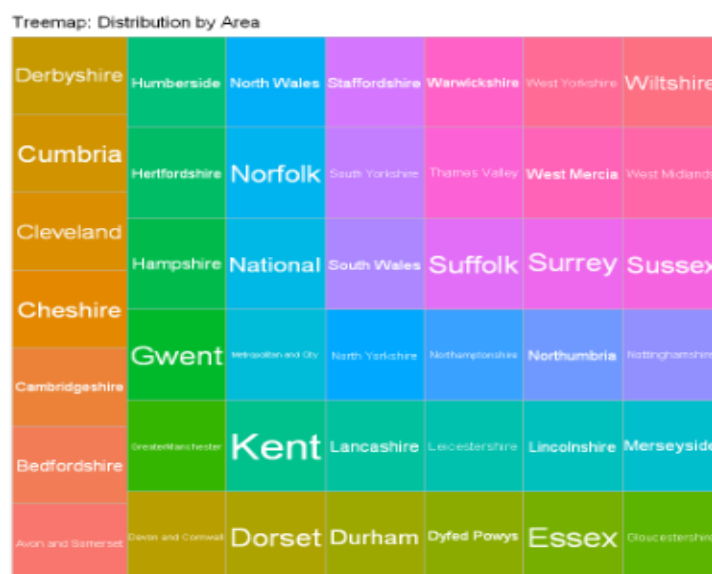 Treemap: Distribution by Area
Derbyshire
Humberside
North Wales
Staffordshire
Warwickshire
West Yorkshire
Wiltshire
Cumbria
Hertfordshire
Norfolk
South Yorkshire
Thames Valley
West Mercia
West Midlands
Cleveland
Hampshire
National
South Wales
Suffolk
Surrey
Sussex
Cheshire
Gwent
Metropolitan and City
North Yorkshire
Northamptonshire
Northumbria
Nottinghamshire
Cambridgeshire
GreaterManchester
Kent
Lancashire
Leicestershire
Lincolnshire
Merseyside
Bedfordshire
Avon and Somerset
Devon and Cornwall
Dorset
Durham
Dyfed Powys
Essex
Gloucestershire